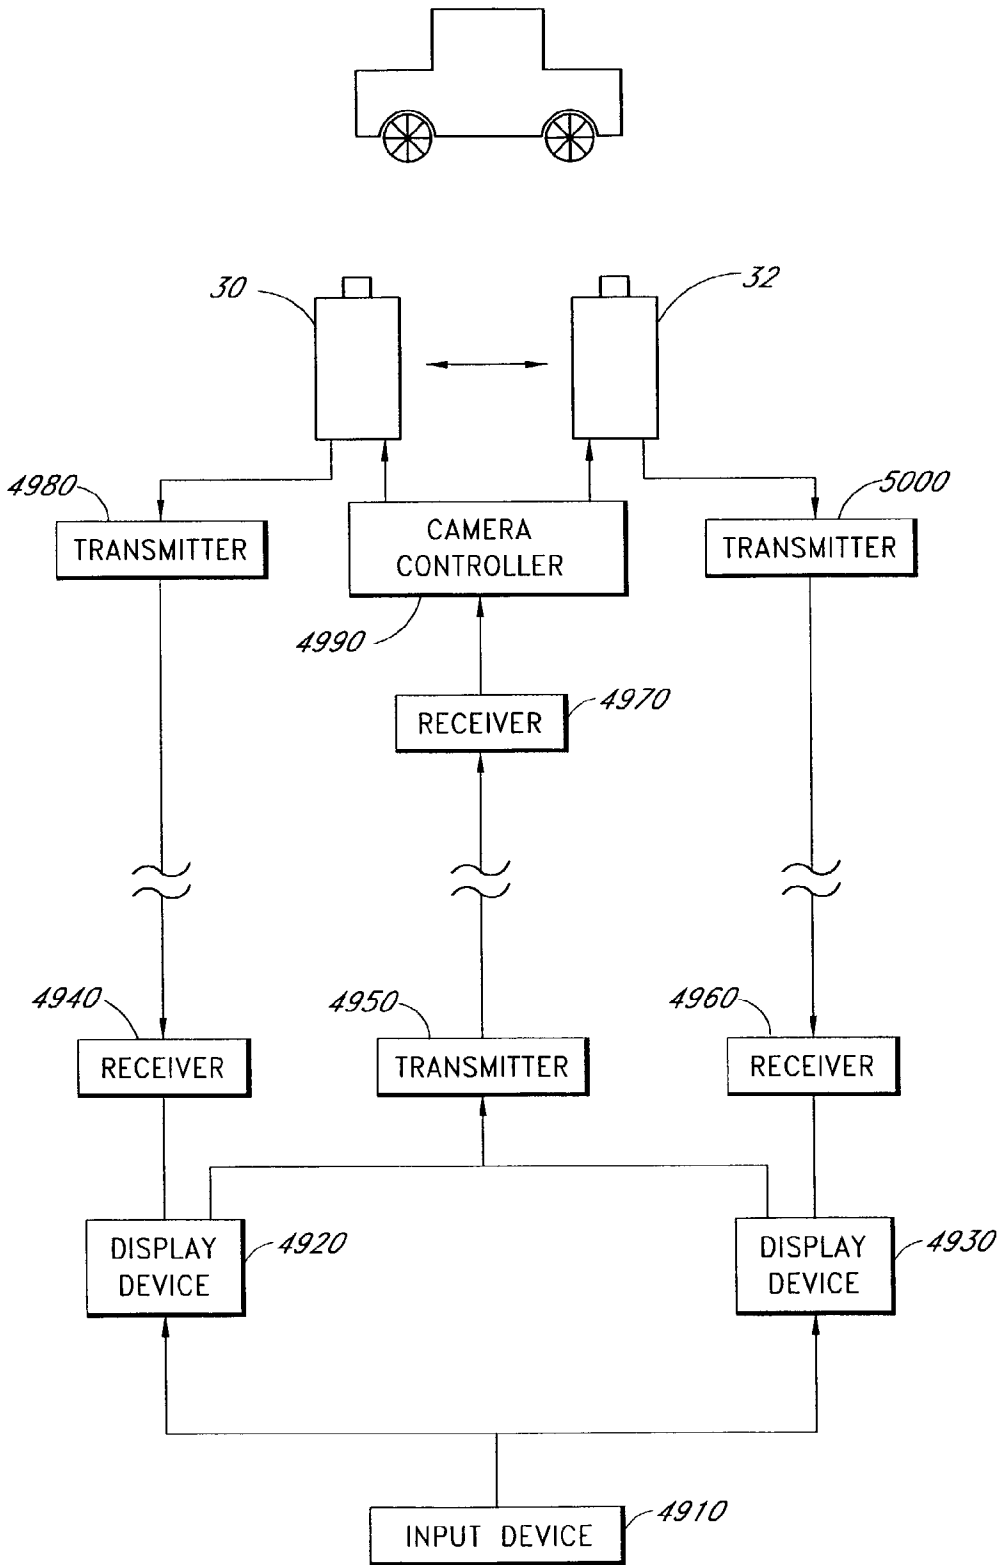 30
32
4980
5000
TRANSMITTER
CAMERA
CONTROLLER
TRANSMITTER
4990
4970
RECEIVER
4940
4950
4960
RECEIVER
TRANSMITTER
RECEIVER
DISPLAY
DEVICE
4920
DISPLAY
DEVICE
4930
4910
INPUT DEVICE